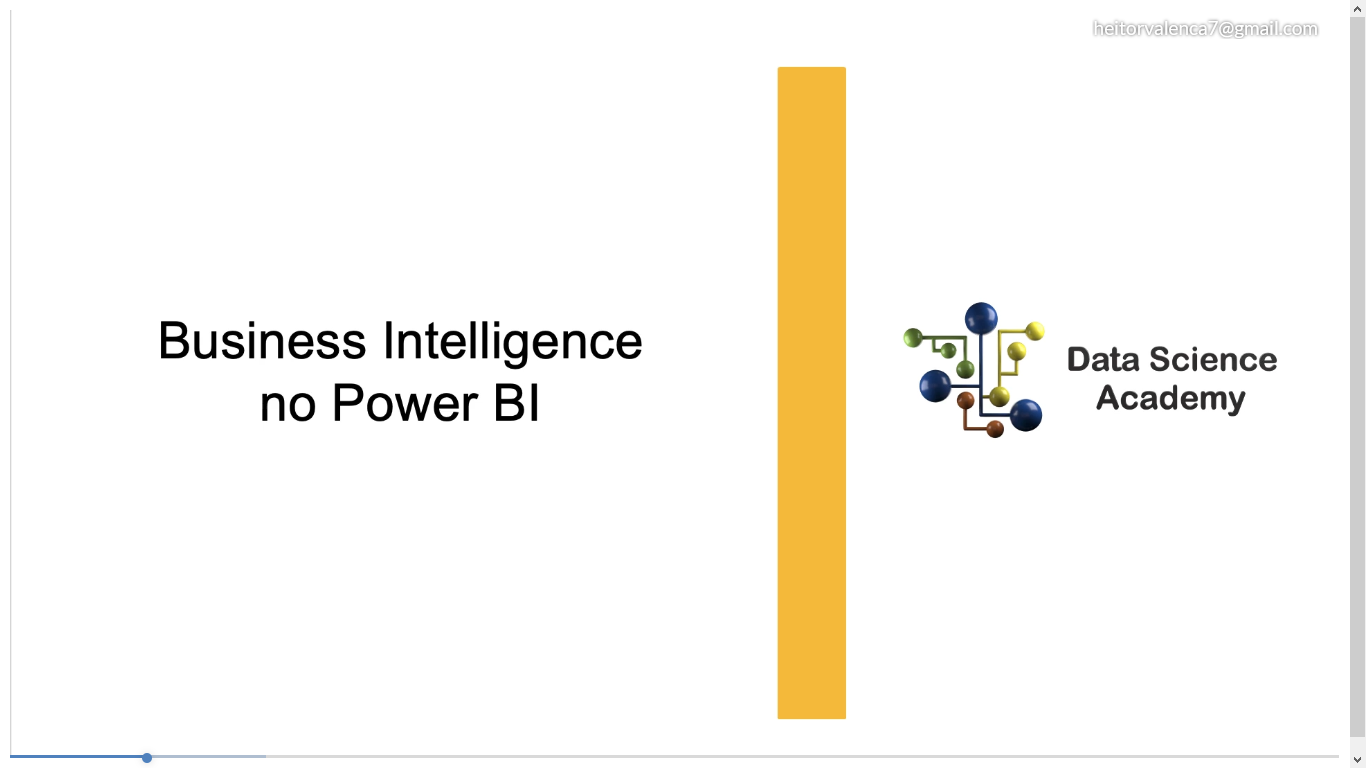 heitorvalenca7@gmail.com
Business Intelligence
no Power BI
Data Science
Academy